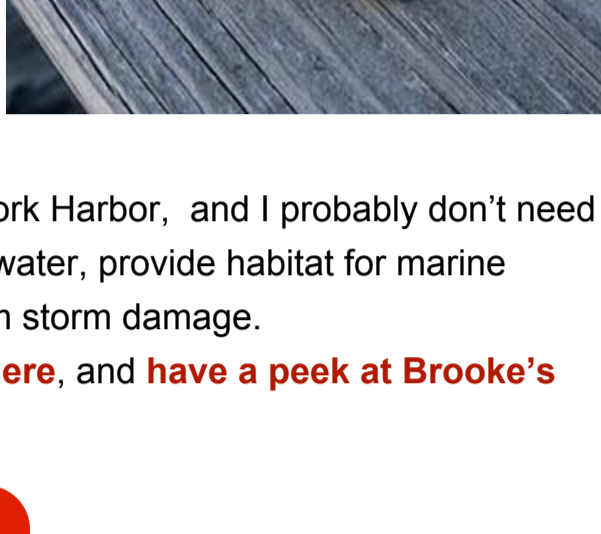 ork Harbor,  and I probably don’t need
water, provide habitat for marine
storm damage.
ere, and have a peek at Brooke’s